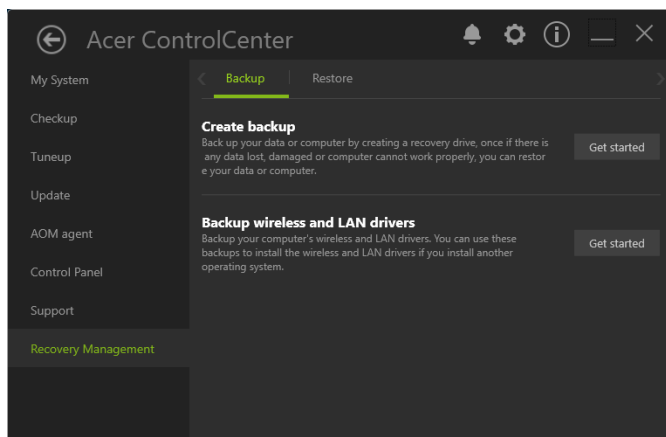 Acer ControlCenter
My System
Checkup
Tuneup
Update
AOM agent
Control Panel
Support
Recovery Management
Backup
Restore
Create backup
Back up your data or computer by creating a recovery drive, once if there is
any data lost, damaged or computer cannot work properly, you can restor
e your data or computer.
Get started
Backup wireless and LAN drivers
Backup your computer's wireless and LAN drivers. You can use these
backups to install the wireless and LAN drivers if you install another
operating system.
Get started